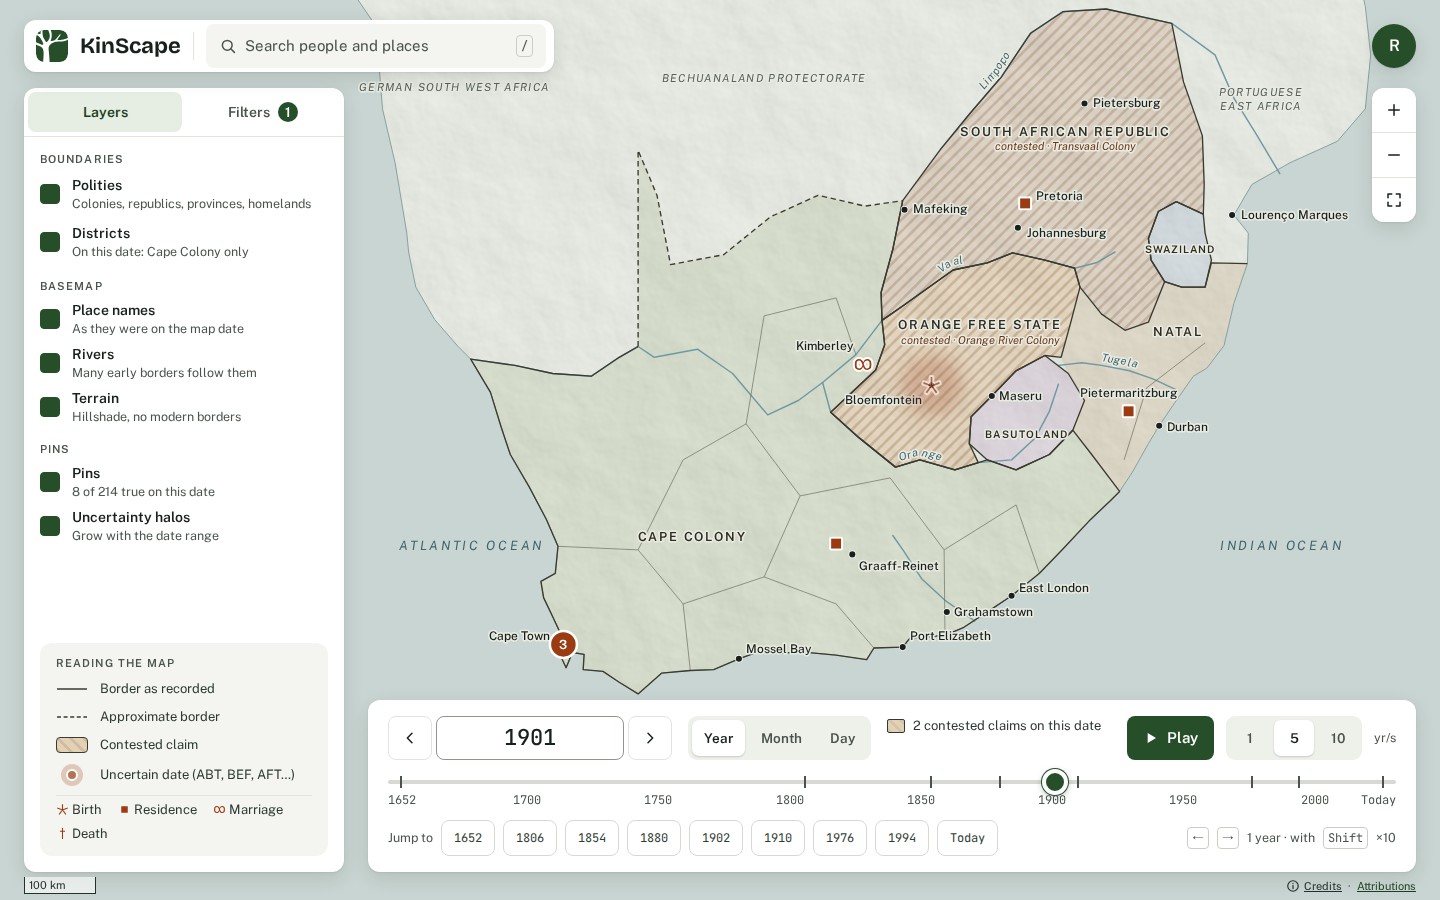 KinScape
Search people and places
/
R
Layers
Filters 1
BOUNDARIES
Polities
Colonies, republics, provinces, homelands
Districts
On this date: Cape Colony only
BASEMAP
Place names
As they were on the map date
Rivers
Many early borders follow them
Terrain
Hillshade, no modern borders
PINS
Pins
8 of 214 true on this date
Uncertainty halos
Grow with the date range
READING THE MAP
Border as recorded
Approximate border
Contested claim
Uncertain date (ABT, BEF, AFT…)
Birth
Residence
Marriage
Death
100 km
GERMAN SOUTH WEST AFRICA
BECHUANALAND PROTECTORATE
Limpopo
PORTUGUESE
EAST AFRICA
Pietersburg
SOUTH AFRICAN REPUBLIC
contested · Transvaal Colony
Pretoria
Mafeking
Johannesburg
Lourenço Marques
SWAZILAND
Vaal
ORANGE FREE STATE
contested · Orange River Colony
NATAL
Kimberley
Tugela
Bloemfontein
Maseru
Pietermaritzburg
BASUTOLAND
Durban
Orange
CAPE COLONY
ATLANTIC OCEAN
INDIAN OCEAN
Graaff-Reinet
East London
Grahamstown
Cape Town
3
Mossel Bay
Port Elizabeth
+
−
1901
Year
Month
Day
2 contested claims on this date
Play
1
5
10
yr/s
1652
1700
1750
1800
1850
1900
1950
2000
Today
Jump to
1652
1806
1854
1880
1902
1910
1976
1994
Today
← → 1 year · with Shift ×10
Credits · Attributions